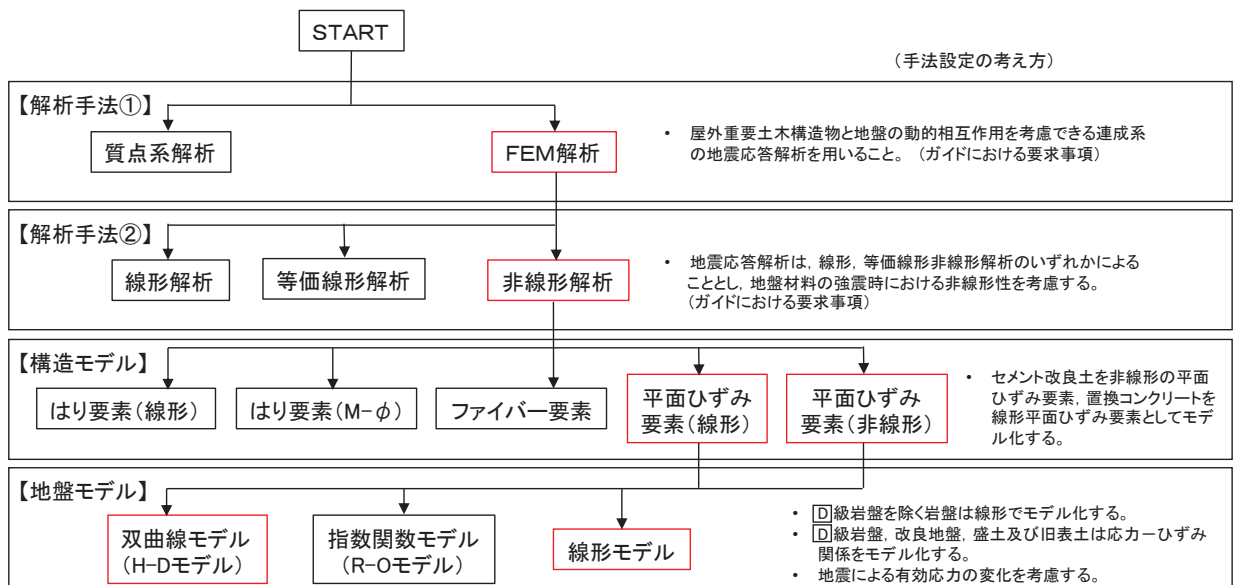 START
（手法設定の考え方）
【解析手法①】
質点系解析
FEM解析
・ 屋外重要土木構造物と地盤の動的相互作用を考慮できる連成系
の地震応答解析を用いること。（ガイドにおける要求事項）
【解析手法②】
線形解析
等価線形解析
非線形解析
・ 地震応答解析は，線形，等価線形非線形解析のいずれかによる
こととし，地盤材料の強震時における非線形性を考慮する。
（ガイドにおける要求事項）
【構造モデル】
はり要素（線形）
はり要素（M-φ）
ファイバー要素
平面ひずみ
要素（線形）
平面ひずみ
要素（非線形）
・ セメント改良土を非線形の平面
ひずみ要素，置換コンクリートを
線形平面ひずみ要素としてモデ
ル化する。
【地盤モデル】
双曲線モデル
（H-Dモデル）
指数関数モデル
（R-Oモデル）
線形モデル
・ D級岩盤を除く岩盤は線形でモデル化する。
・ D級岩盤，改良地盤，盛土及び旧表土は応力ーひずみ
関係をモデル化する。
・ 地震による有効応力の変化を考慮する。